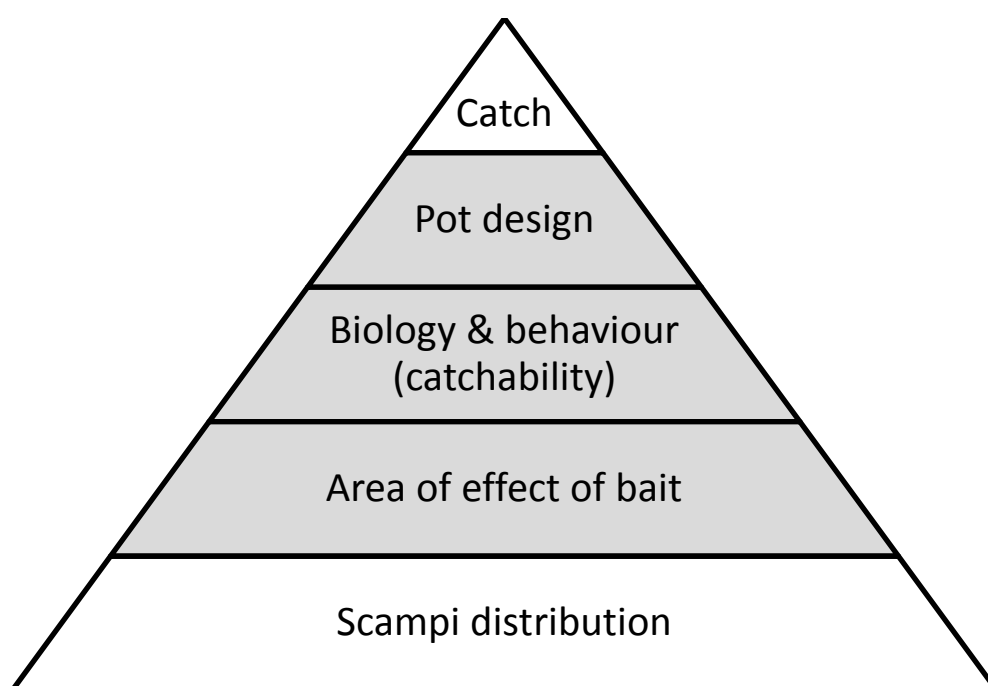 Catch
Pot design
Biology & behaviour
(catchability)
Area of effect of bait
Scampi distribution